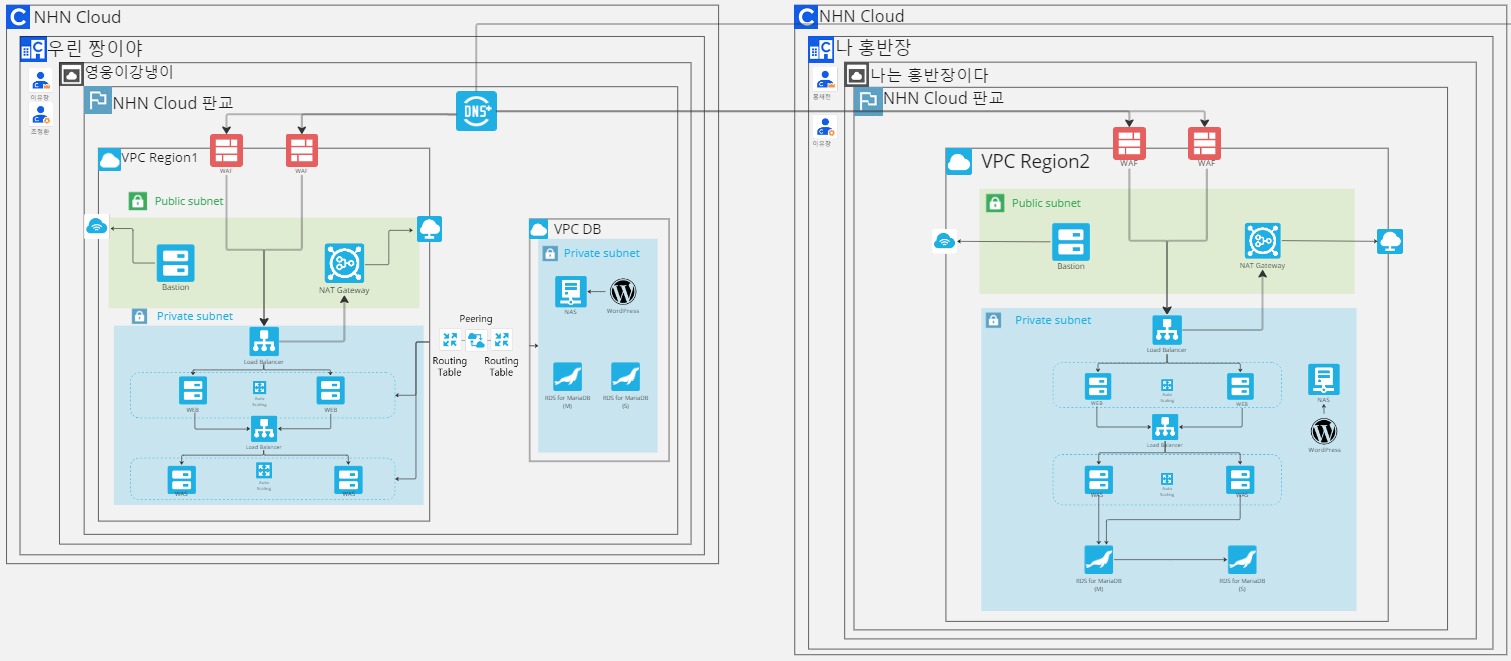 NHN Cloud
우린 짱이야
영웅이강냉이
NHN Cloud 판교
이유장
조정환
DNS+
WAF
WAF
VPC Region1
Public subnet
Bastion
NAT Gateway
Private subnet
Load Balancer
WEB
Auto
Scaling
WEB
Load Balancer
WAS
Auto
Scaling
WAS
Peering
Routing
Table
Routing
Table
VPC DB
Private subnet
NAS
WordPress
RDS for MariaDB
(M)
RDS for MariaDB
(S)
NHN Cloud
나 홍반장
나는 홍반장이다
NHN Cloud 판교
이유장
WAF
WAF
VPC Region2
Public subnet
Bastion
NAT Gateway
Private subnet
Load Balancer
WEB
Auto
Scaling
WEB
Load Balancer
WAS
Auto
Scaling
WAS
NAS
WordPress
RDS for MariaDB
(M)
RDS for MariaDB
(S)